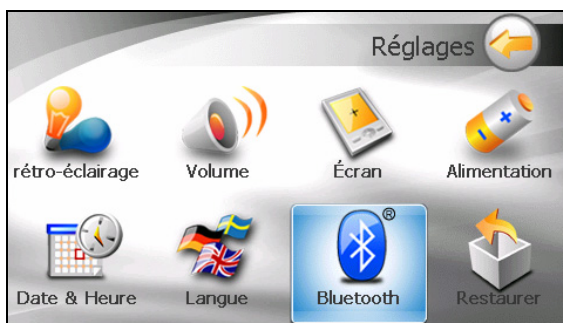 Réglages
rétro-éclairage Volume Écran Alimentation
Date & Heure Langue Bluetooth Restaurer